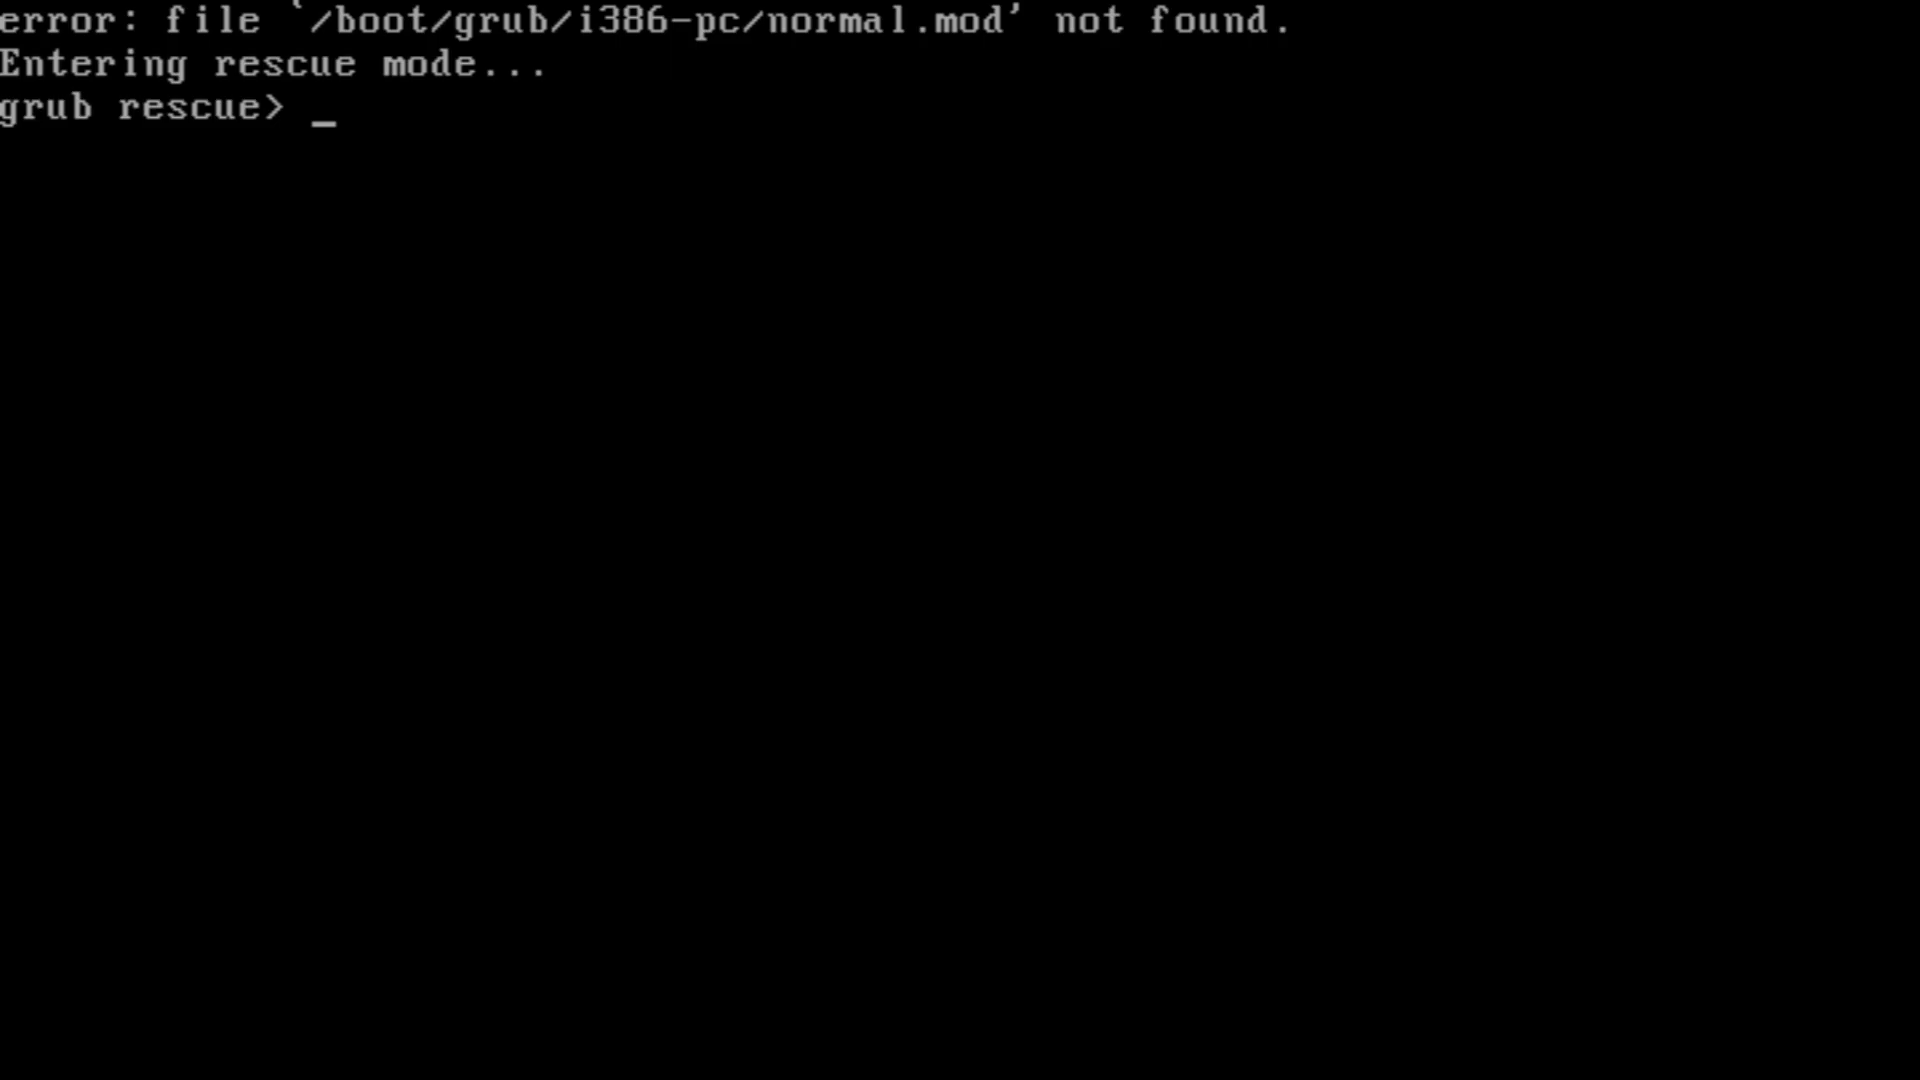 error: file `/boot/grub/i386-pc/normal.mod' not found.
Entering rescue mode...
grub rescue> _